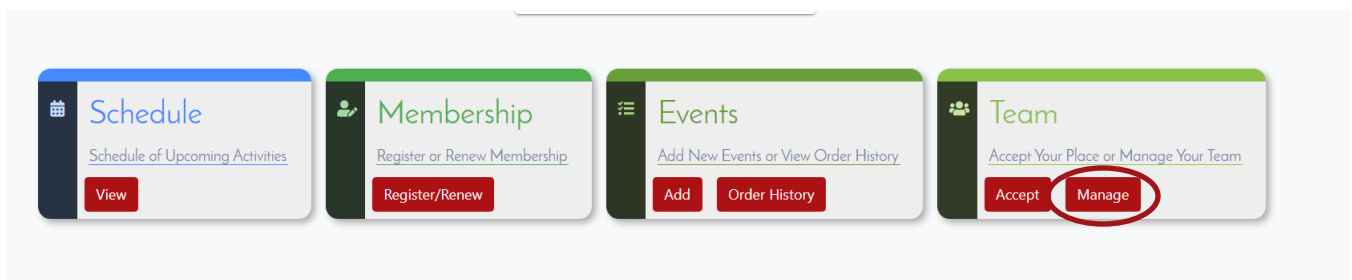 Schedule
Schedule of Upcoming Activities
View
Membership
Register or Renew Membership
Register/Renew
Events
Add New Events or View Order History
Add Order History
Team
Accept Your Place or Manage Your Team
Accept Manage